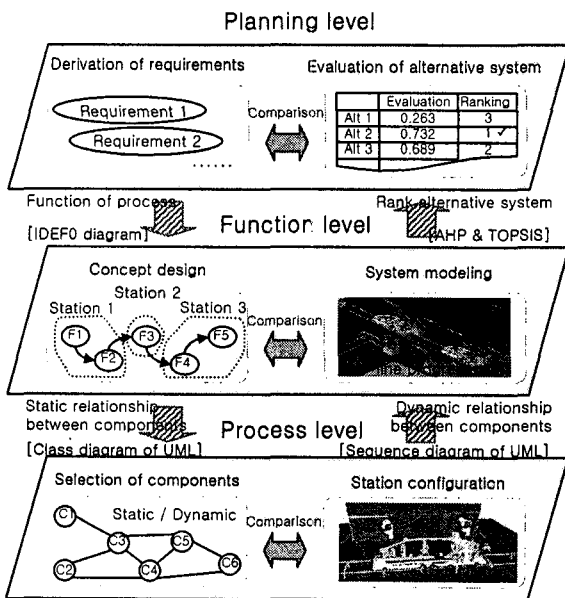 Planning level
Derivation of requirements
Evaluation of alternative system
Requirement 1
Requirement 2
......
Comparison
Evaluation Ranking
Alt 1 0.263 3
Alt 2 0.732 1 ✓
Alt 3 0.689 2
Function of process
Rank alternative system
[IDEF0 diagram]
Function level
[AHP & TOPSIS]
Concept design
System modeling
Station 1
Station 2
Station 3
F1
F2
F3
F4
F5
Comparison
Static relationship
between components
Dynamic relationship
between components
Process level
[Class diagram of UML]
[Sequence diagram of UML]
Selection of components
Station configuration
Static / Dynamic
C1
C3
C5
C2
C4
C6
Comparison